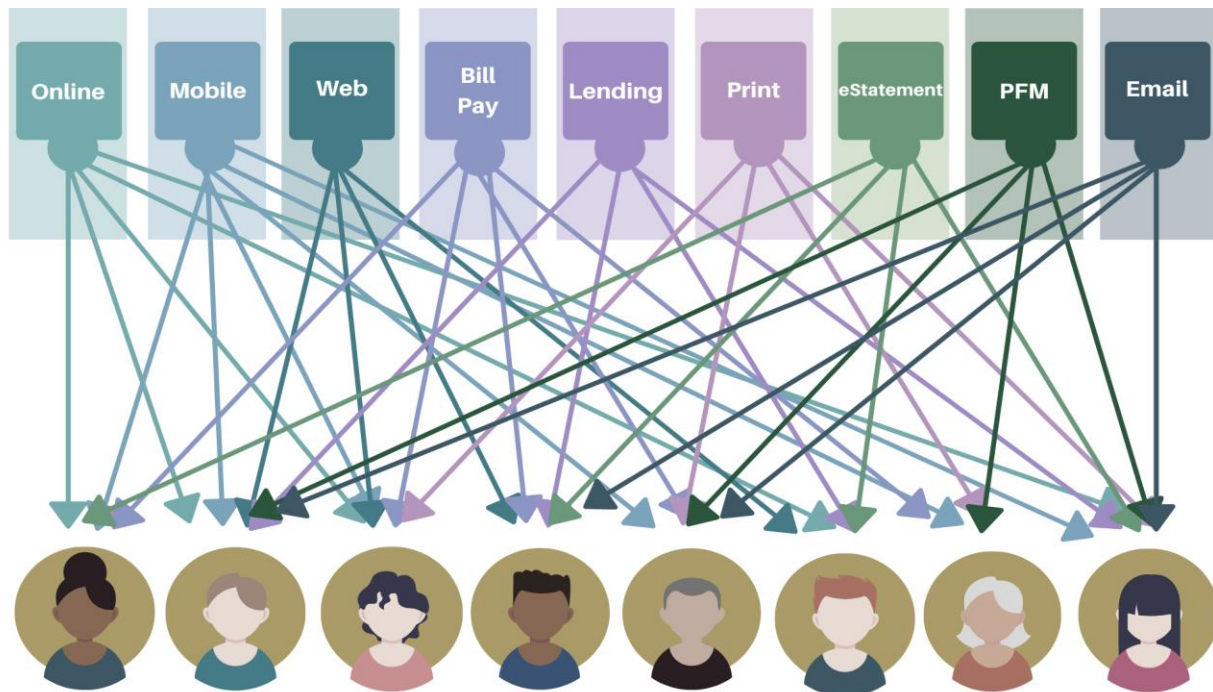 Online
Mobile
Web
Bill
Pay
Lending
Print
eStatement
PFM
Email